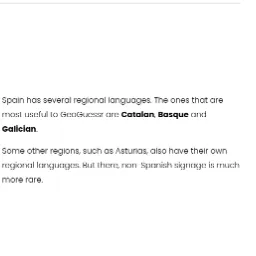 Spain has several regional languages. The ones that are
most useful to GeoGuessr are Catalan, Basque and
Galician.
Some other regions, such as Asturias, also have their own
regional languages. But there, non-Spanish signage is much
more rare.